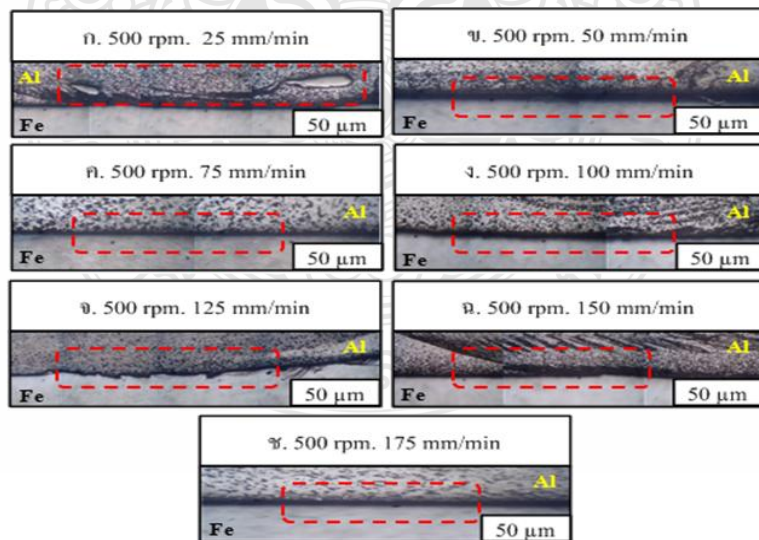 ก. 500 rpm. 25 mm/min
ข. 500 rpm. 50 mm/min
Al
Fe
50 µm
Al
Fe
50 µm
ค. 500 rpm. 75 mm/min
ง. 500 rpm. 100 mm/min
Al
Fe
50 µm
Al
Fe
50 µm
จ. 500 rpm. 125 mm/min
ฉ. 500 rpm. 150 mm/min
Al
Fe
50 µm
Al
Fe
50 µm
ช. 500 rpm. 175 mm/min
Al
Fe
50 µm